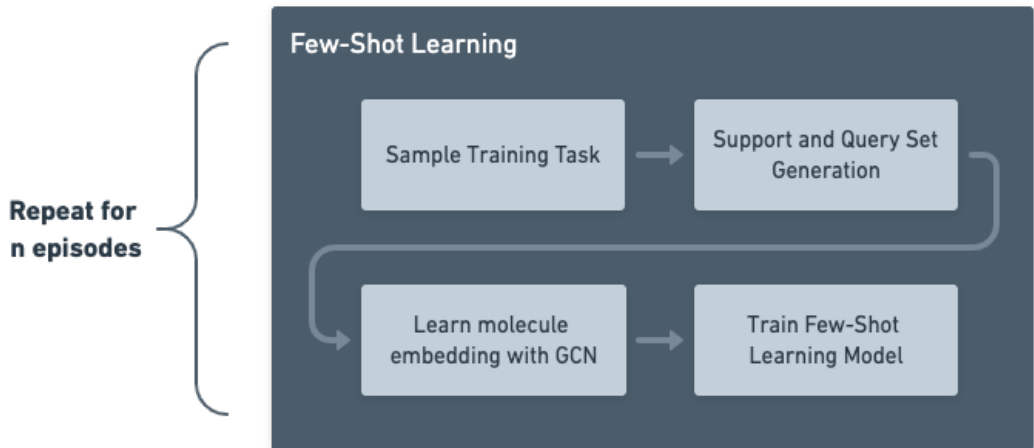 Few-Shot Learning
Sample Training Task
Support and Query Set
Generation
Repeat for
n episodes
Learn molecule
embedding with GCN
Train Few-Shot
Learning Model